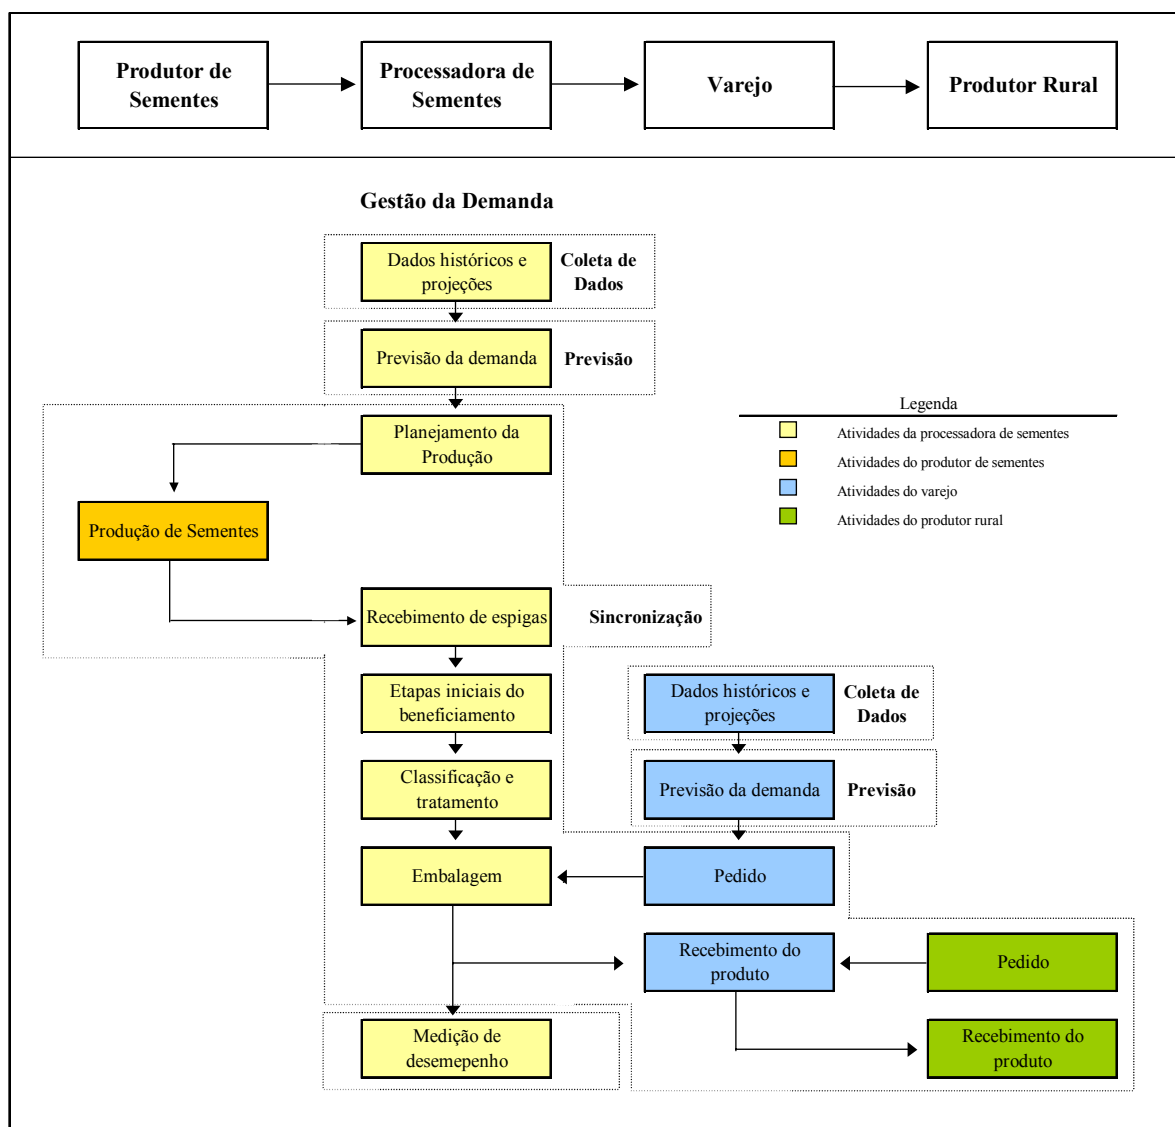 Produtor de
Sementes
Processadora de
Sementes
Varejo
Produtor Rural
Gestão da Demanda
Dados históricos e
projeções
Coleta de
Dados
Previsão da demanda
Previsão
Planejamento da
Produção
Legenda
Atividades da processadora de sementes
Atividades do produtor de sementes
Atividades do varejo
Atividades do produtor rural
Produção de Sementes
Recebimento de espigas
Sincronização
Etapas iniciais do
beneficiamento
Dados históricos e
projeções
Coleta de
Dados
Classificação e
tratamento
Previsão da demanda
Previsão
Embalagem
Pedido
Recebimento do
produto
Pedido
Medição de
desemepenho
Recebimento do
produto